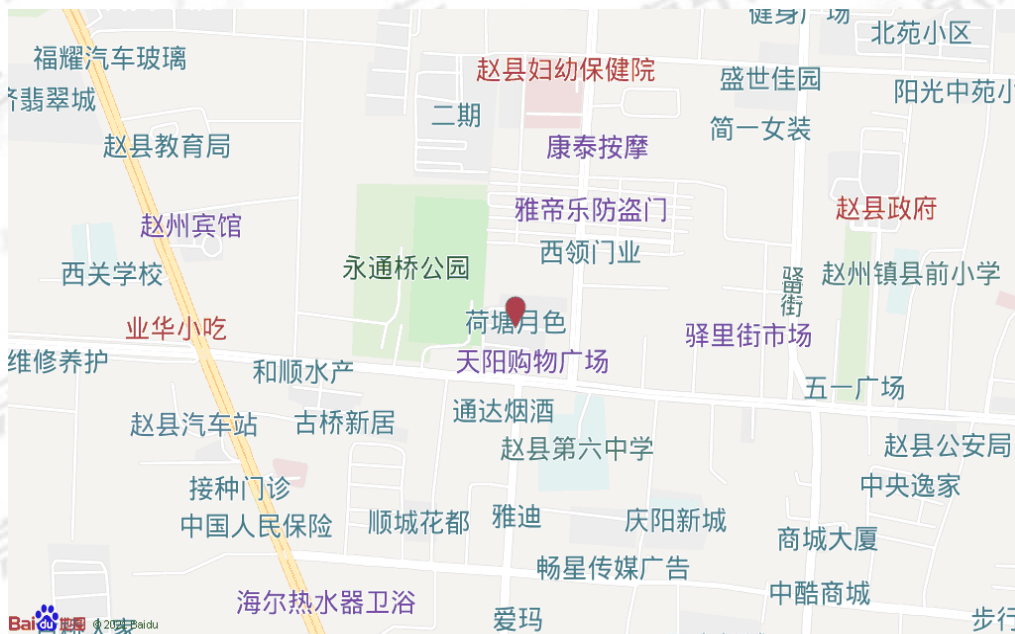 健身广场
北苑小区
福耀汽车玻璃
赵县妇幼保健院
盛世佳园
阳光中苑小
翡翠城
二期
简一女装
赵县教育局
康泰按摩
雅帝乐防盗门
赵县政府
赵州宾馆
西领门业
永通桥公园
西关学校
驿留街
赵州镇县前小学
荷塘月色
业华小吃
驿里街市场
天阳购物广场
维修养护
和顺水产
五一广场
通达烟酒
赵县汽车站
古桥新居
赵县第六中学
赵县公安局
接种门诊
中央逸家
中国人民保险
顺城花都
雅迪
庆阳新城
商城大厦
畅星传媒广告
中酷商城
海尔热水器卫浴
爱玛
步行
Bai du 地图
Baidu